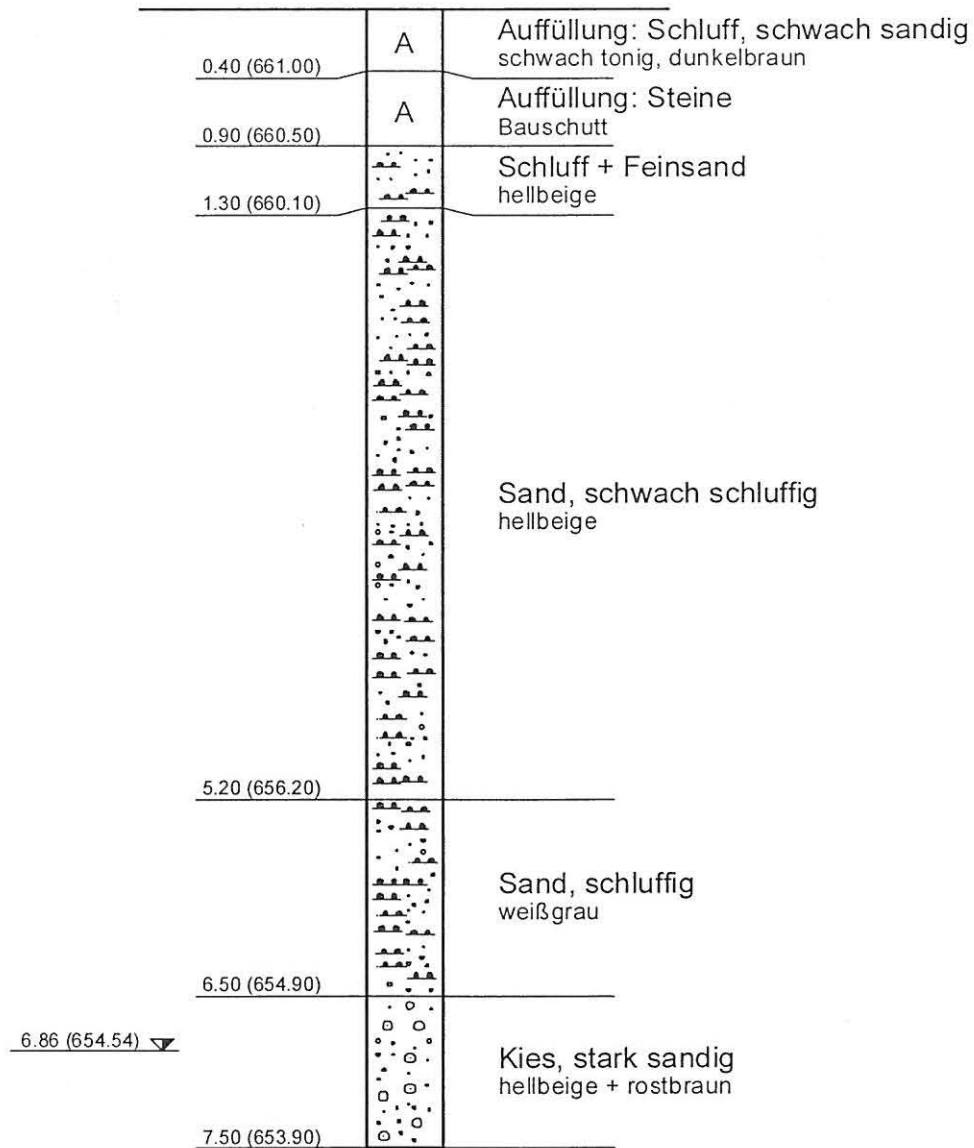 A
Auffüllung: Schluff, schwach sandig
schwach tonig, dunkelbraun
0.40 (661.00)
A
Auffüllung: Steine
Bauschutt
0.90 (660.50)
Schluff + Feinsand
hellbeige
1.30 (660.10)
Sand, schwach schluffig
hellbeige
5.20 (656.20)
Sand, schluffig
weißgrau
6.50 (654.90)
6.86 (654.54)
Kies, stark sandig
hellbeige + rostbraun
7.50 (653.90)